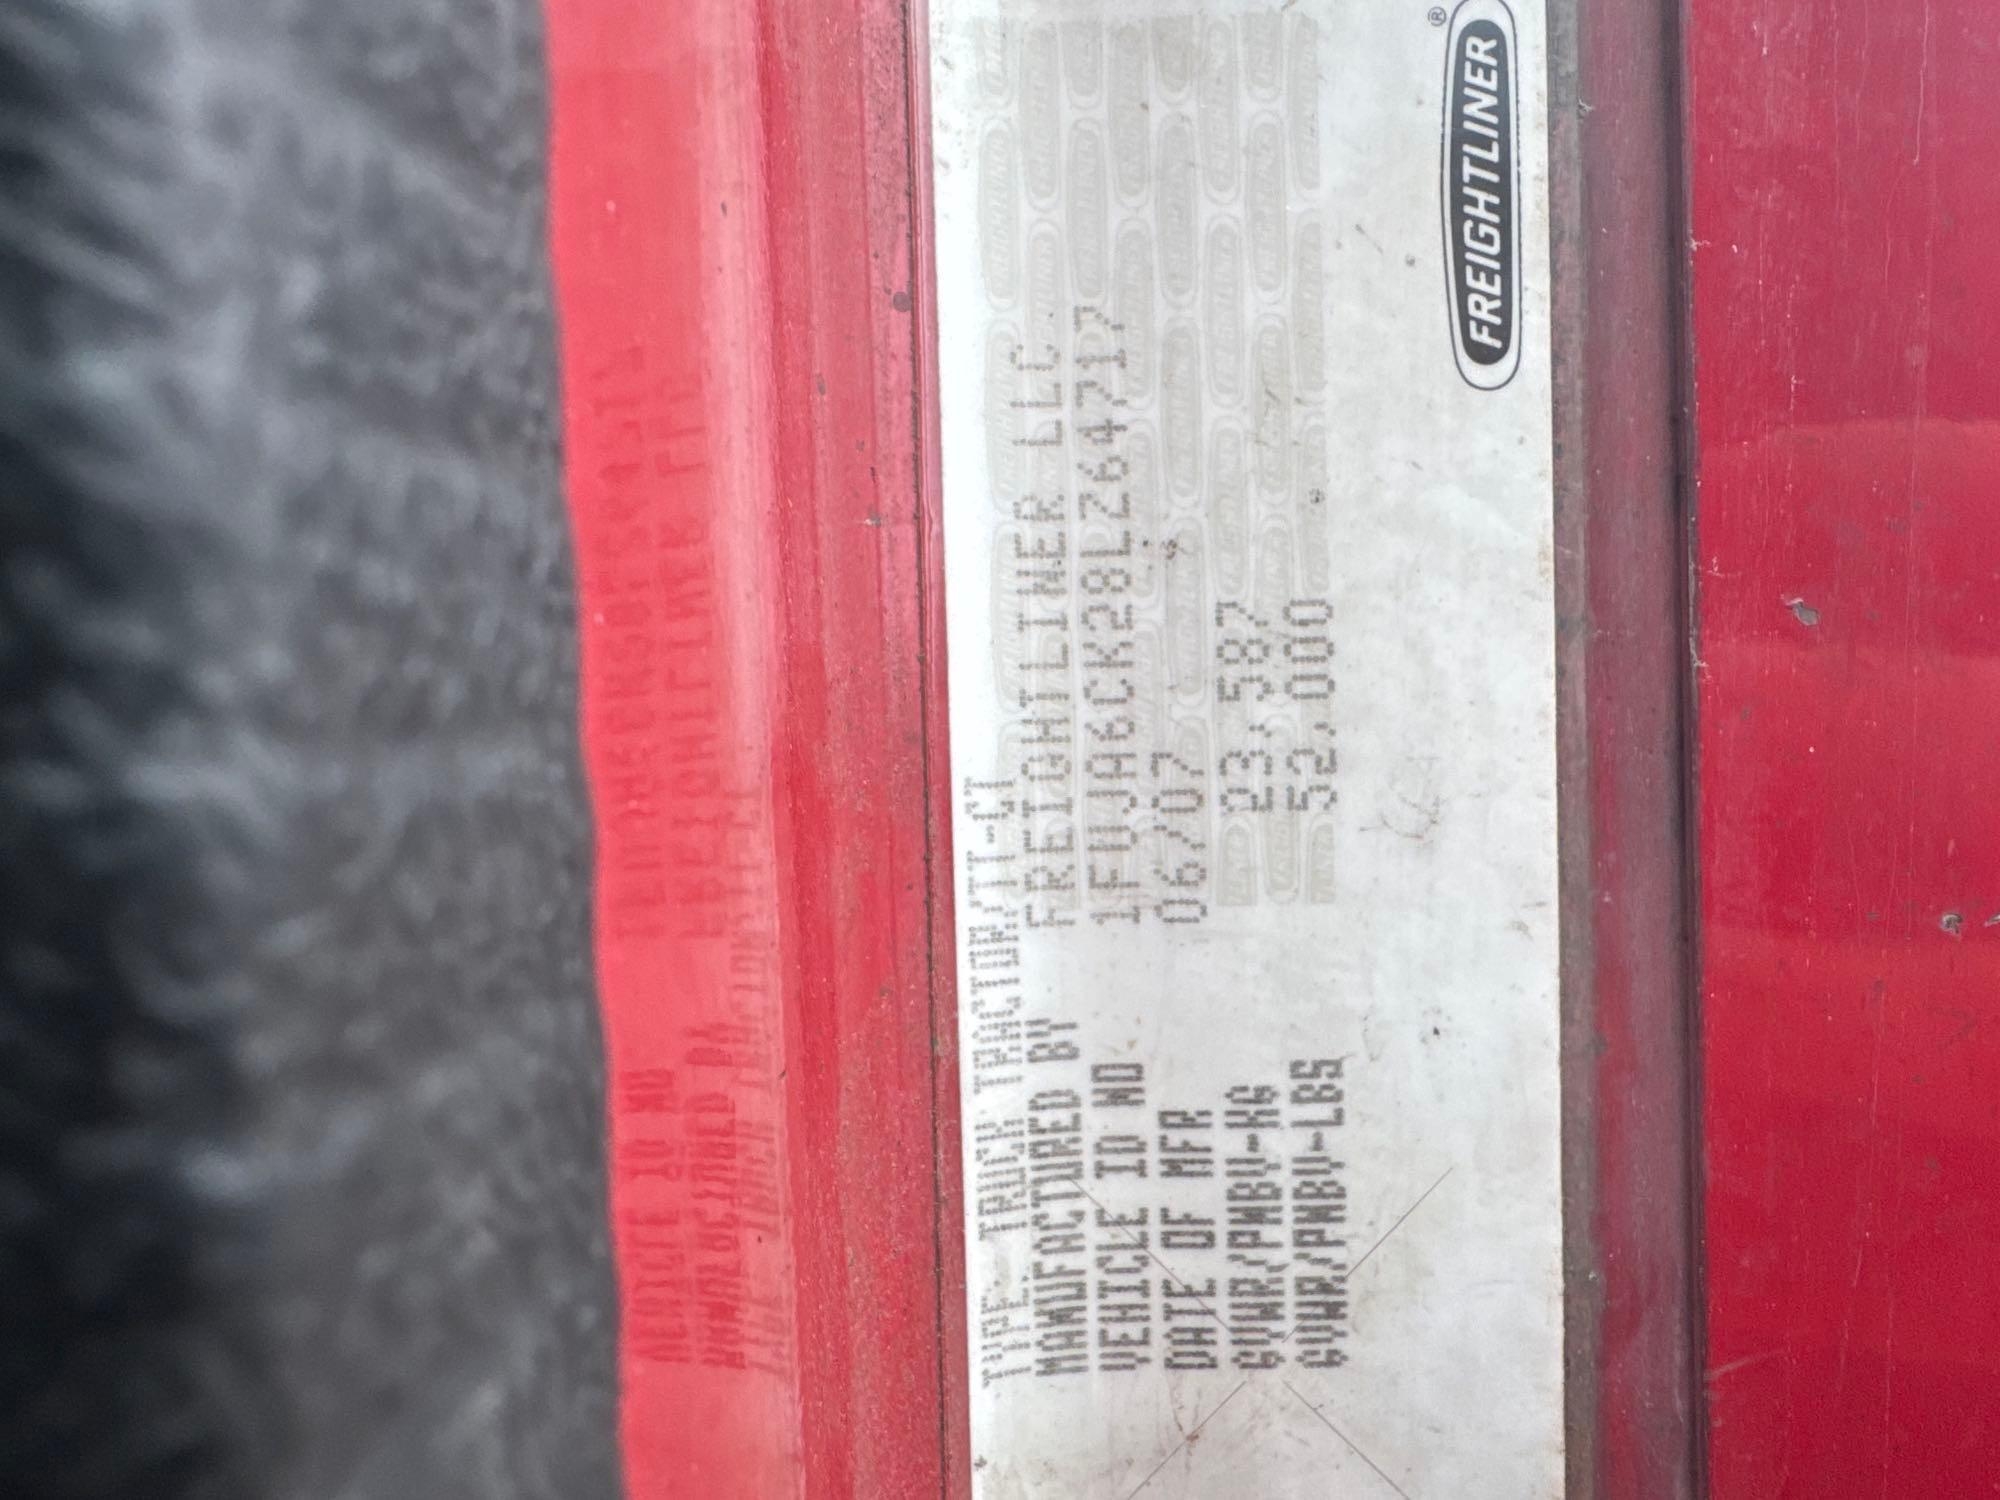 TYPE TRUCK TRACTOR/TT-CT
MANUFACTURED BY FREIGHTLINER LLC
VEHICLE ID NO 1FUJA6CK28LZ64717
DATE OF MFR 06/07
GVWR/PNBV-KG 23,587
GVWR/PNBV-LBS 52,000
FREIGHTLINER®